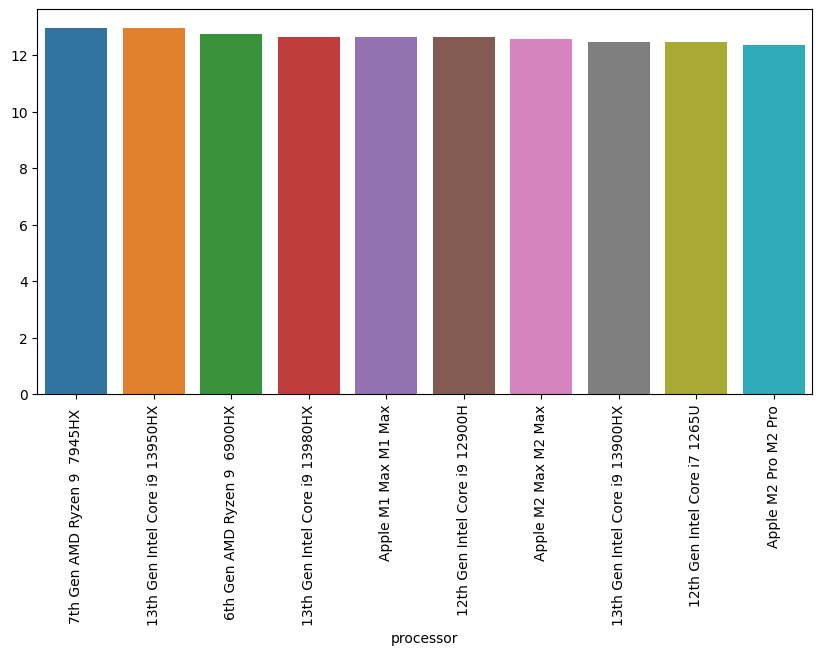 12
10
8
6
4
2
0
7th Gen AMD Ryzen 9  7945HX
13th Gen Intel Core i9 13950HX
6th Gen AMD Ryzen 9  6900HX
13th Gen Intel Core i9 13980HX
Apple M1 Max M1 Max
12th Gen Intel Core i9 12900H
Apple M2 Max M2 Max
13th Gen Intel Core i9 13900HX
12th Gen Intel Core i7 1265U
Apple M2 Pro M2 Pro
processor